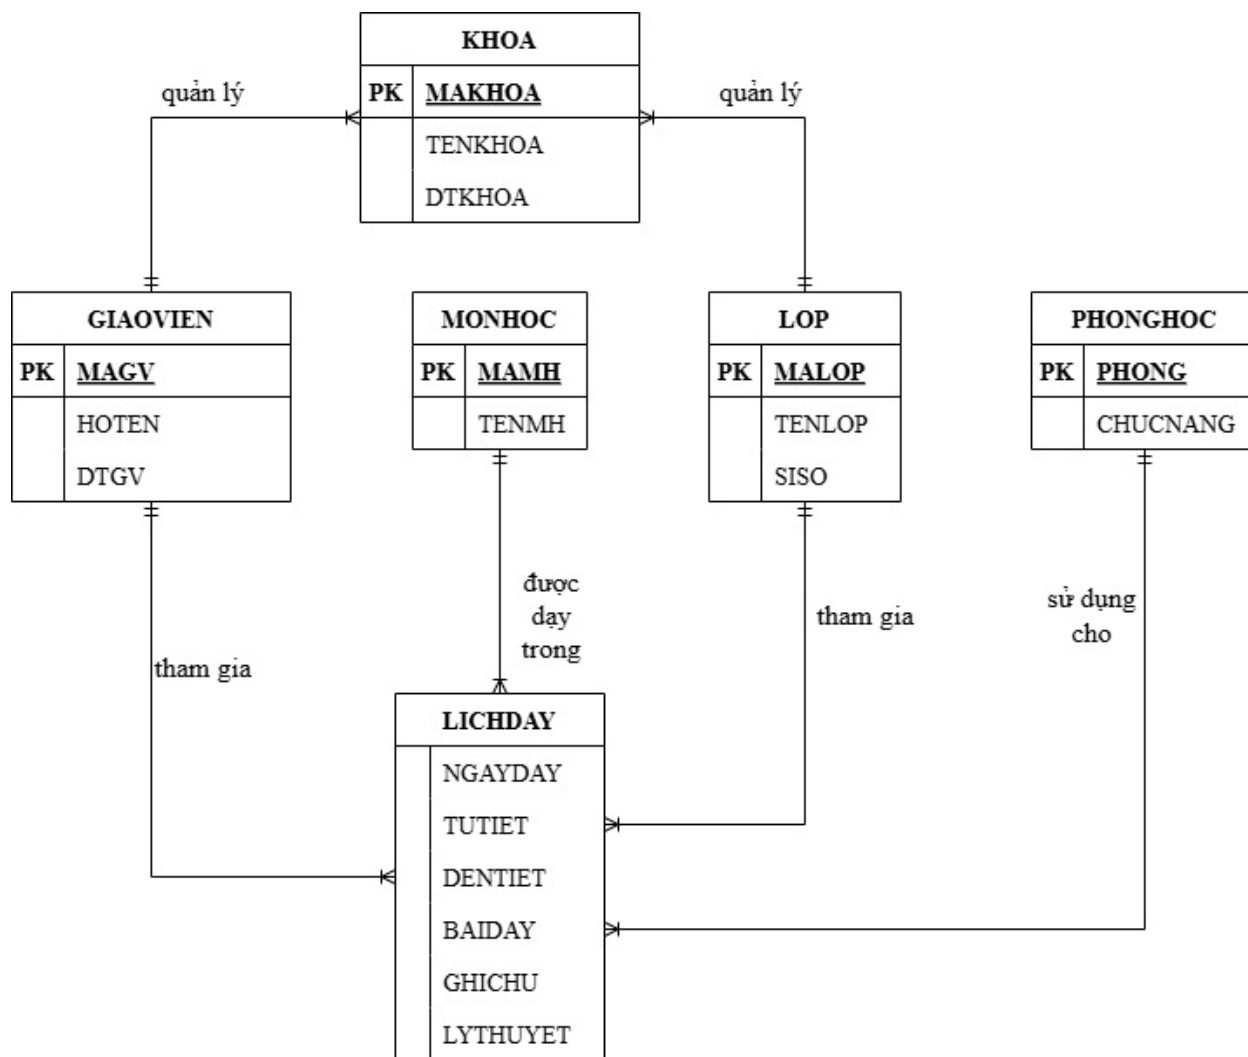 KHOA
PK MAKHOA
TENKHOA
DTKHOA
quản lý
quản lý
GIAOVIEN
PK MAGV
HOTEN
DTGV
MONHOC
PK MAMH
TENMH
LOP
PK MALOP
TENLOP
SISO
PHONGHOC
PK PHONG
CHUCNANG
tham gia
được
dạy
trong
tham gia
sử dụng
cho
LICHDAY
NGAYDAY
TUTIET
DENTIET
BAIDAY
GHICHU
LYTHUYET